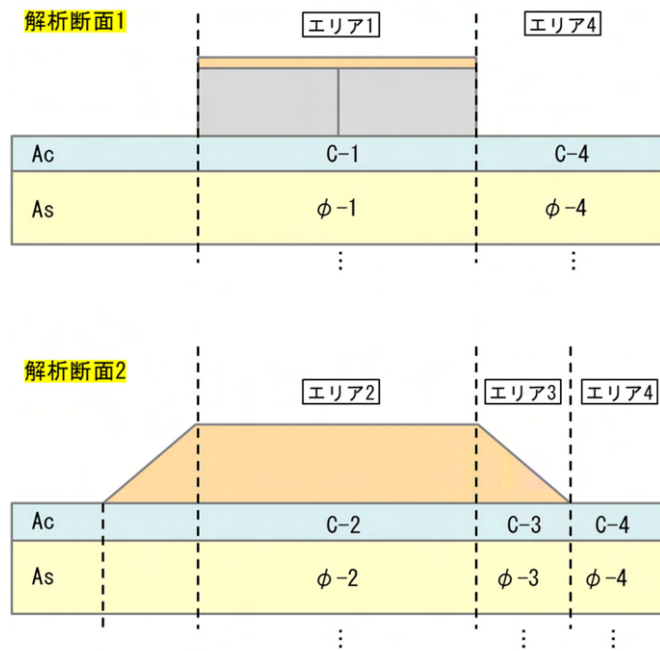 解析断面1
エリア1
エリア4
Ac
C-1
C-4
As
φ-1
φ-4
⋮
⋮
解析断面2
エリア2
エリア3
エリア4
Ac
C-2
C-3
C-4
As
φ-2
φ-3
φ-4
⋮
⋮
⋮